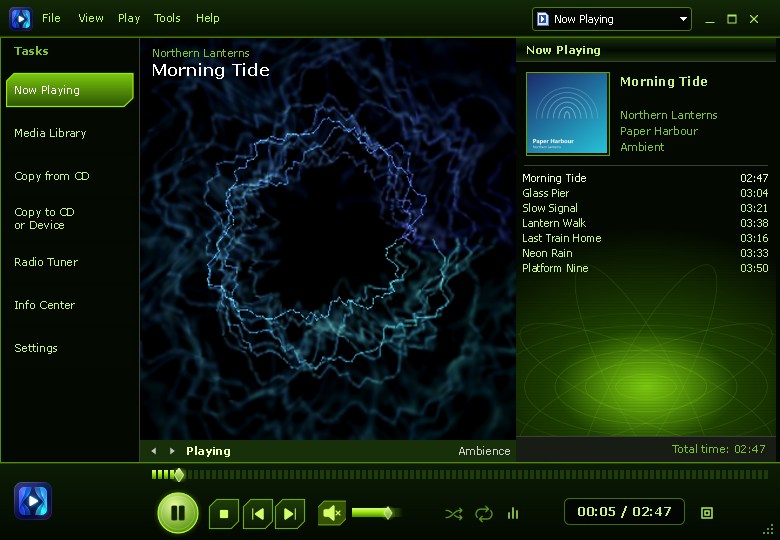 File View Play Tools Help
Now Playing
Tasks
Now Playing
Media Library
Copy from CD
Copy to CD
or Device
Radio Tuner
Info Center
Settings
Northern Lanterns
Morning Tide
Playing
Ambience
Now Playing
Paper Harbour
Northern Lanterns
Morning Tide
Northern Lanterns
Paper Harbour
Ambient
Morning Tide 02:47
Glass Pier 03:04
Slow Signal 03:21
Lantern Walk 03:38
Last Train Home 03:16
Neon Rain 03:33
Platform Nine 03:50
Total time: 02:47
00:05 / 02:47